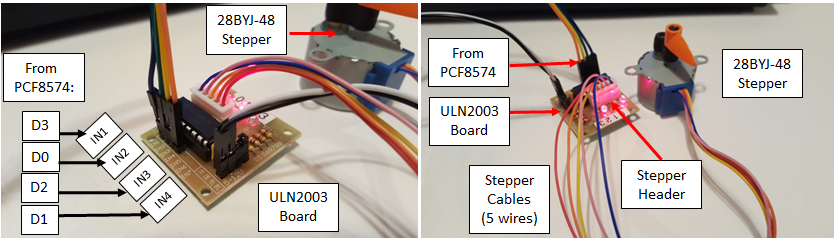 28BYJ-48
Stepper
From
PCF8574:
D3
D0
D2
D1
IN1
IN2
IN3
IN4
ULN2003
Board
From
PCF8574
28BYJ-48
Stepper
ULN2003
Board
Stepper
Cables
(5 wires)
Stepper
Header